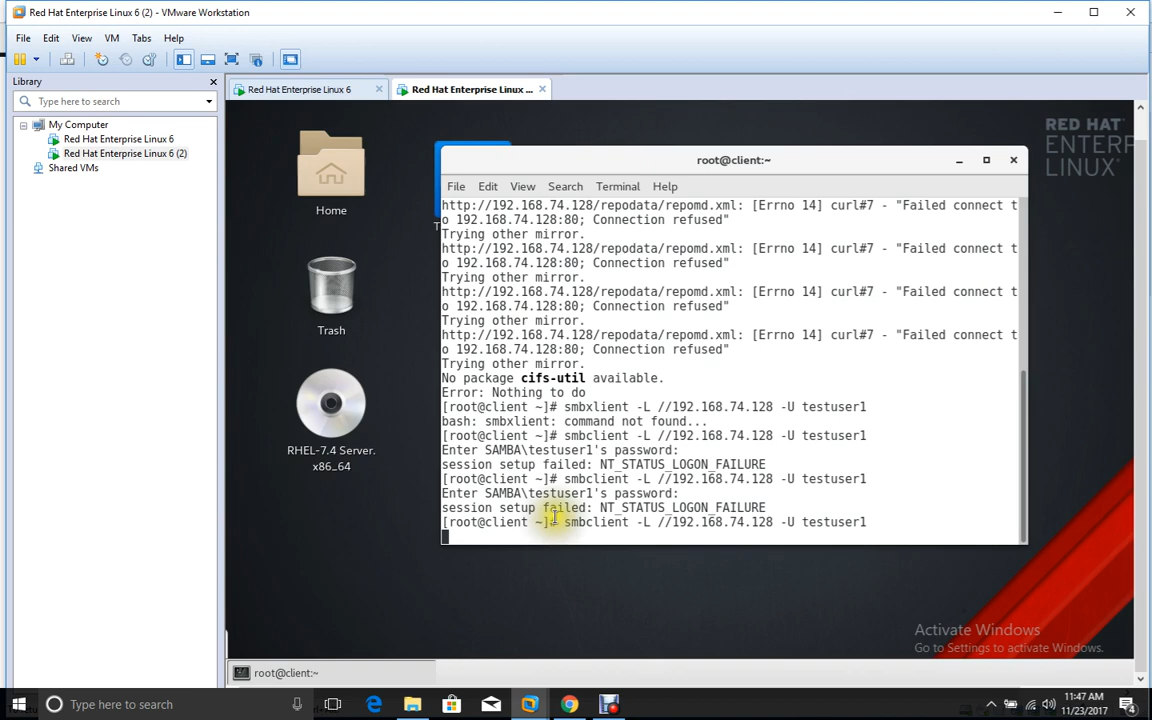 Red Hat Enterprise Linux 6 (2) - VMware Workstation
File Edit View VM Tabs Help
Library
Type here to search
My Computer
Red Hat Enterprise Linux 6
Red Hat Enterprise Linux 6 (2)
Shared VMs
Red Hat Enterprise Linux 6
Red Hat Enterprise Linux ...
Home
Trash
RHEL-7.4 Server.
x86_64
RED HAT
ENTERPR
LINUX
root@client:~
File Edit View Search Terminal Help
http://192.168.74.128/repodata/repomd.xml: [Errno 14] curl#7 - "Failed connect t
o 192.168.74.128:80; Connection refused"
Trying other mirror.
http://192.168.74.128/repodata/repomd.xml: [Errno 14] curl#7 - "Failed connect t
o 192.168.74.128:80; Connection refused"
Trying other mirror.
http://192.168.74.128/repodata/repomd.xml: [Errno 14] curl#7 - "Failed connect t
o 192.168.74.128:80; Connection refused"
Trying other mirror.
http://192.168.74.128/repodata/repomd.xml: [Errno 14] curl#7 - "Failed connect t
o 192.168.74.128:80; Connection refused"
Trying other mirror.
No package cifs-util available.
Error: Nothing to do
[root@client ~]# smbxlient -L //192.168.74.128 -U testuser1
bash: smbxlient: command not found...
[root@client ~]# smbclient -L //192.168.74.128 -U testuser1
Enter SAMBA\testuser1's password:
session setup failed: NT_STATUS_LOGON_FAILURE
[root@client ~]# smbclient -L //192.168.74.128 -U testuser1
Enter SAMBA\testuser1's password:
session setup failed: NT_STATUS_LOGON_FAILURE
[root@client ~]# smbclient -L //192.168.74.128 -U testuser1
Activate Windows
Go to Settings to activate Windows.
root@client:~
Type here to search
11:47 AM
11/23/2017
4